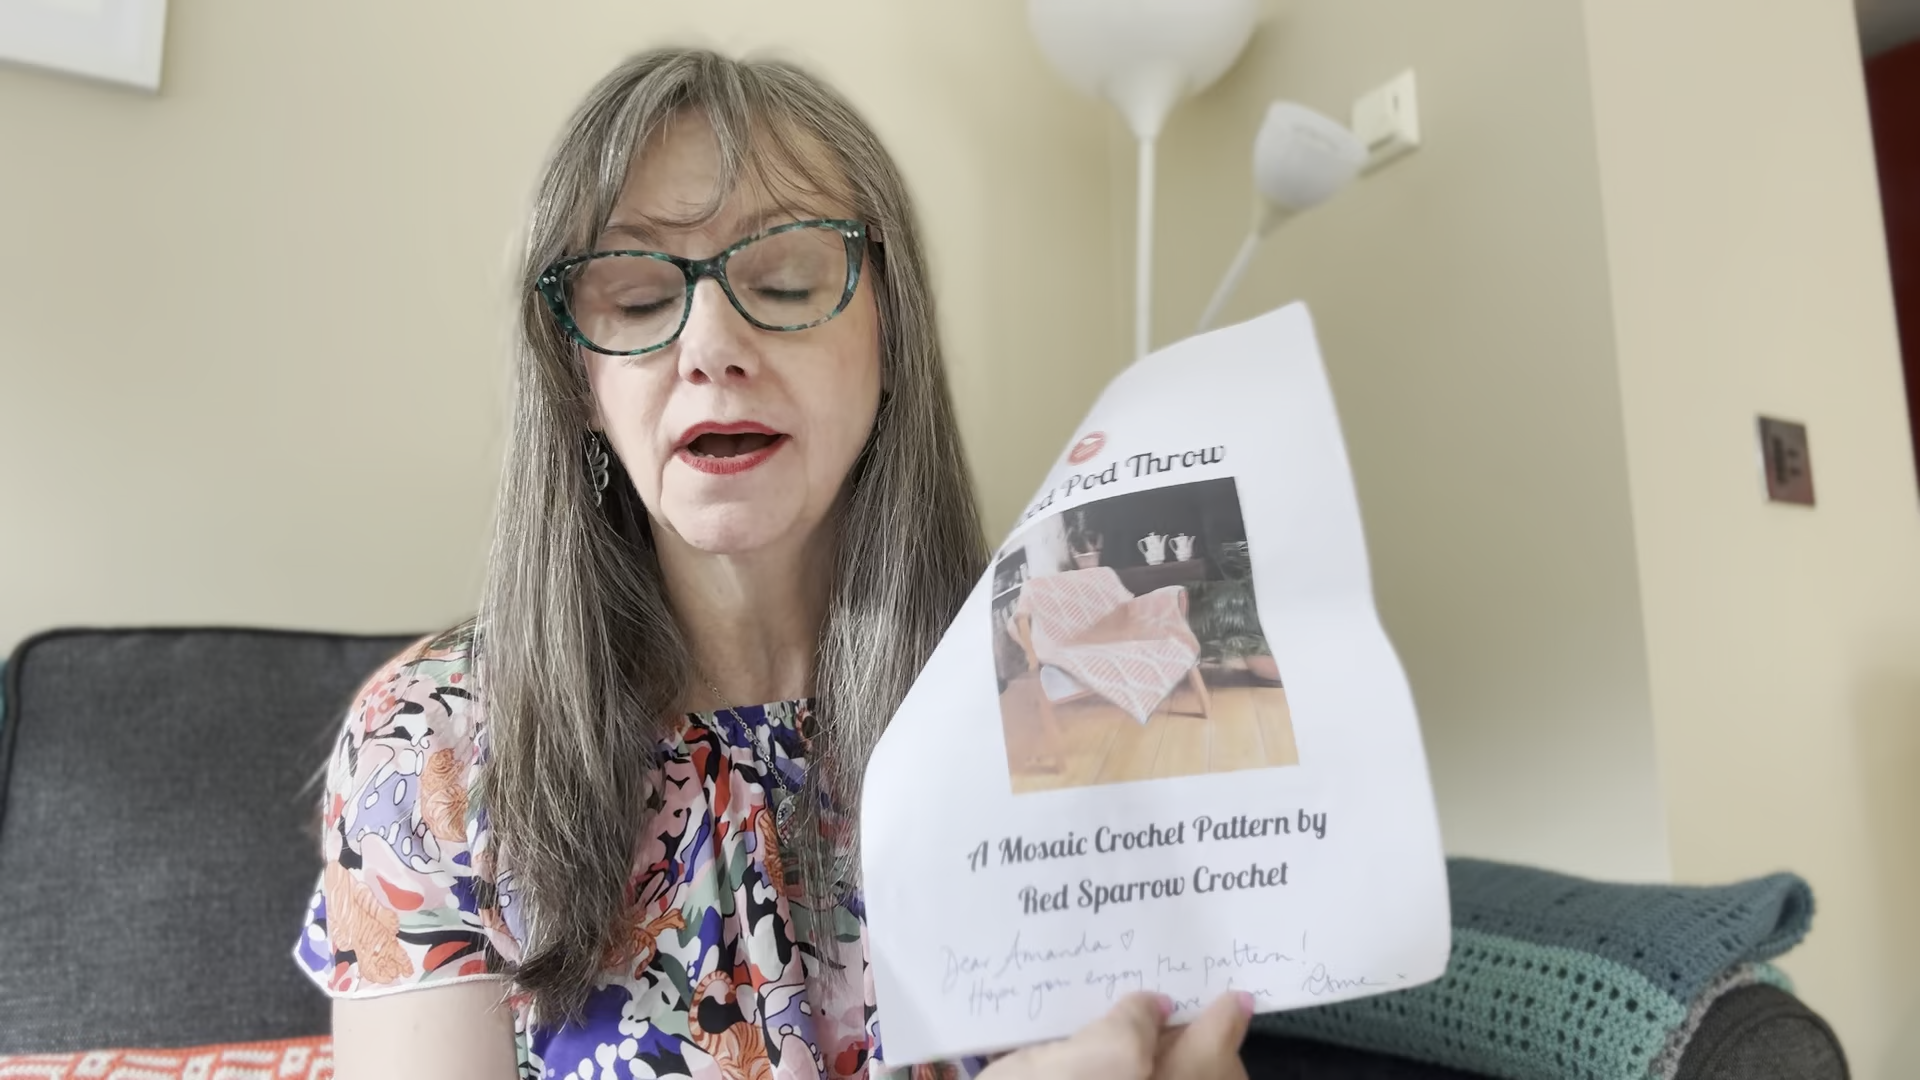 Pod Throw
A Mosaic Crochet Pattern by
Red Sparrow Crochet
Dear Amanda ♡
Hope you enjoy the pattern!